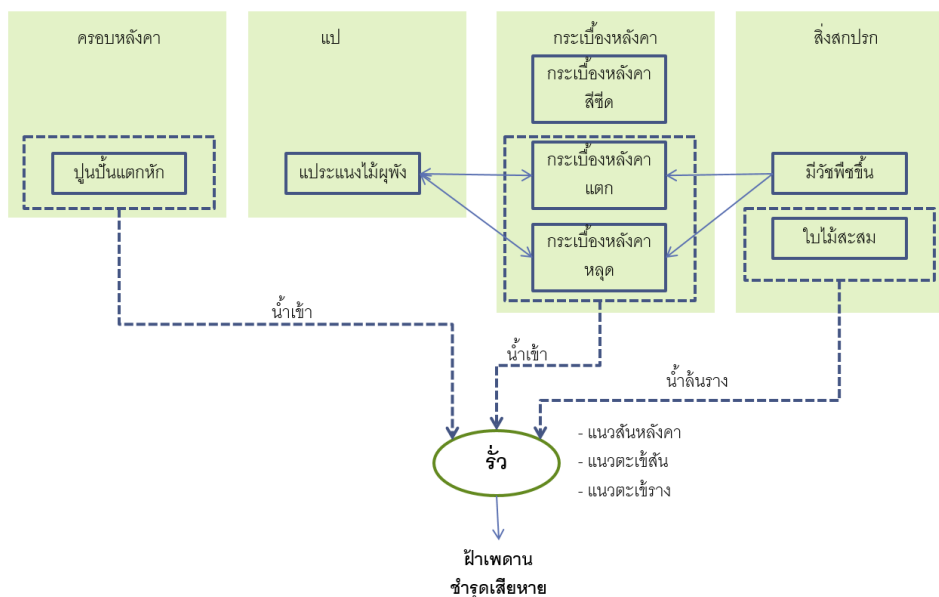 ครอบหลังคา
แป
กระเบื้องหลังคา
สิ่งสกปรก
กระเบื้องหลังคา
สีซีด
ปูนปั้นแตกหัก
แประแนงไม้ผุพัง
กระเบื้องหลังคา
แตก
มีวัชพืชขึ้น
กระเบื้องหลังคา
หลุด
ใบไม้สะสม
น้ำเข้า
น้ำเข้า
น้ำล้นราง
รั่ว
- แนวสันหลังคา
- แนวตะเข้สัน
- แนวตะเข้ราง
ฝ้าเพดาน
ชำรุดเสียหาย